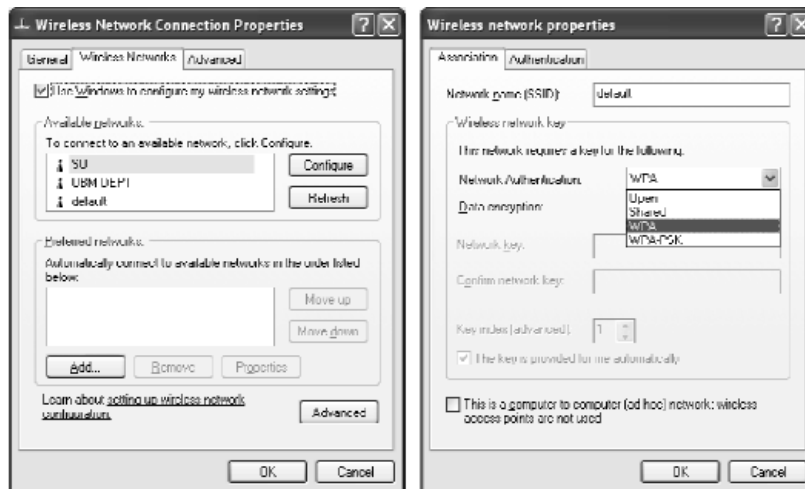 Wireless Network Connection Properties
General Wireless Networks Advanced
Use Windows to configure my wireless network settings
Available networks:
To connect to an available network, click Configure.
SU
UBM DEPT
default
Configure
Refresh
Preferred networks:
Automatically connect to available networks in the order listed
below:
Move up
Move down
Add... Remove Properties
Learn about setting up wireless network
configuration.
Advanced
OK Cancel
Wireless network properties
Association Authentication
Network name (SSID): default
Wireless network key
This network requires a key for the following:
Network Authentication: WPA
Open
Shared
WPA
WPA-PSK
Data encryption:
Network key:
Confirm network key:
Key index (advanced): 1
The key is provided for me automatically
This is a computer to computer (ad hoc) network; wireless
access points are not used
OK Cancel